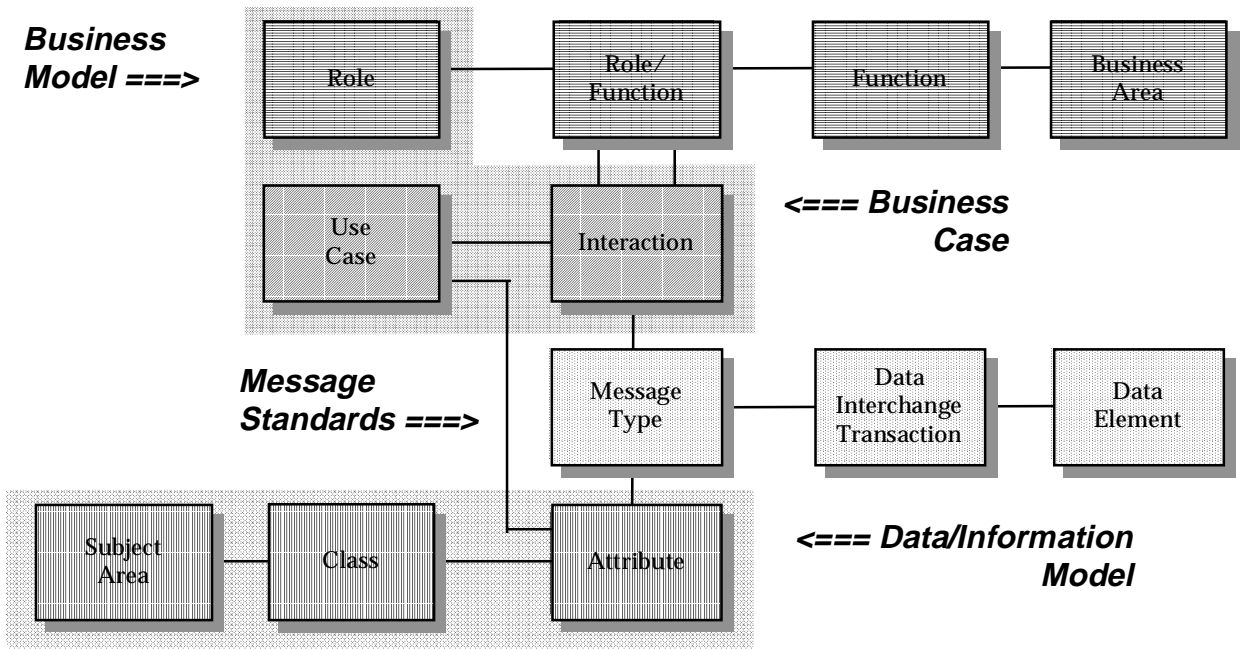 Business
Model ===>
Role
Role/
Function
Function
Business
Area
Use
Case
Interaction
<=== Business
Case
Message
Standards ===>
Message
Type
Data
Interchange
Transaction
Data
Element
Subject
Area
Class
Attribute
<=== Data/Information
Model